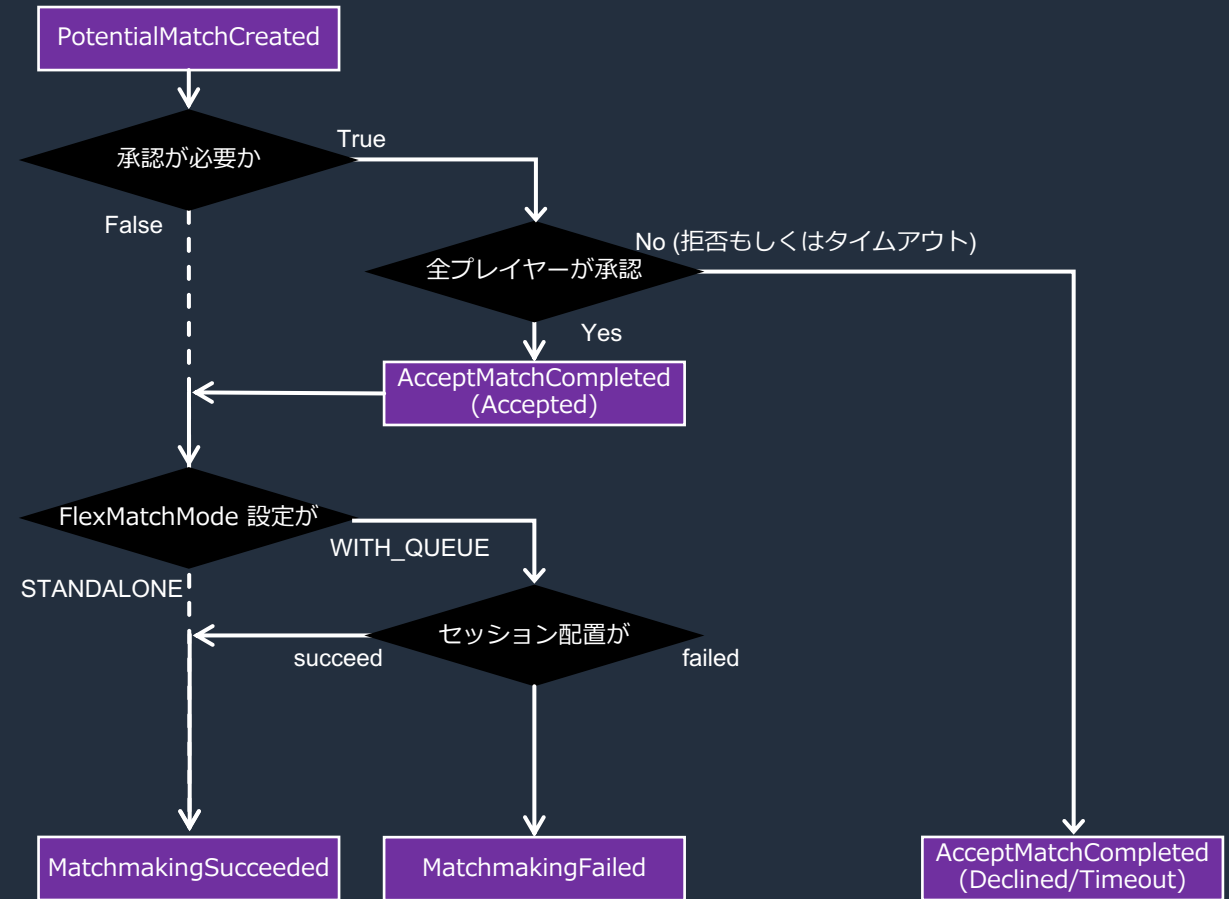 PotentialMatchCreated
承認が必要か
True
False
全プレイヤーが承認
No (拒否もしくはタイムアウト)
Yes
AcceptMatchCompleted
(Accepted)
FlexMatchMode 設定が
WITH_QUEUE
STANDALONE
セッション配置が
succeed
failed
MatchmakingSucceeded
MatchmakingFailed
AcceptMatchCompleted
(Declined/Timeout)